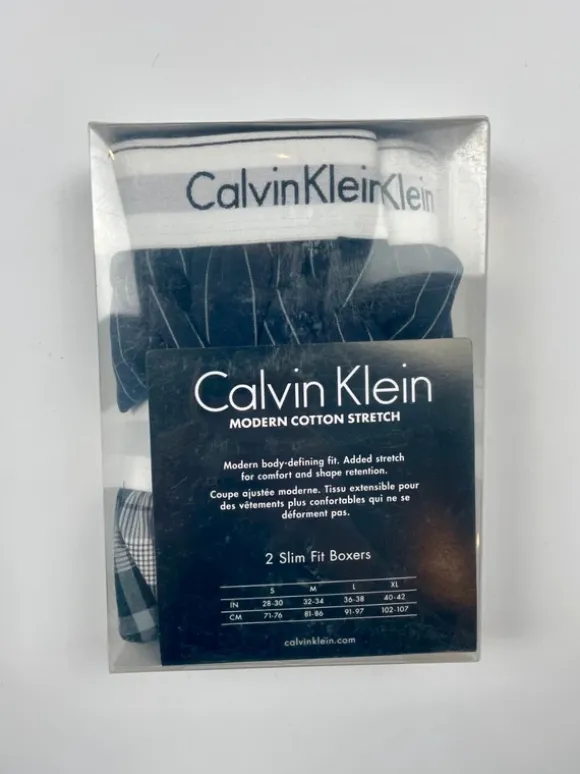 CalvinKlein
Klein
Calvin Klein
MODERN COTTON STRETCH
Modern body-defining fit. Added stretch
for comfort and shape retention.
Coupe ajustée moderne. Tissu extensible pour
des vêtements plus confortables qui ne se
déforment pas.
2 Slim Fit Boxers
S M L XL
IN 28-30 32-34 36-38 40-42
CM 71-76 81-86 91-97 102-107
calvinklein.com